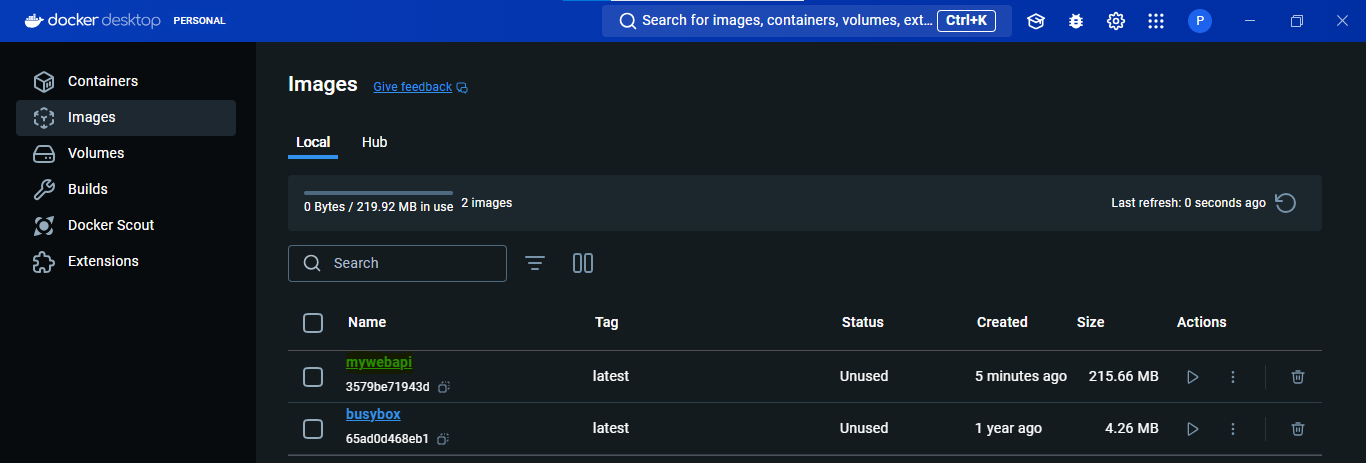 docker desktop PERSONAL
Search for images, containers, volumes, ext... Ctrl+K
P
Containers
Images
Volumes
Builds
Docker Scout
Extensions
Images Give feedback
Local Hub
0 Bytes / 219.92 MB in use 2 images
Last refresh: 0 seconds ago
Search
Name Tag Status Created Size Actions
mywebapi
3579be71943d
latest Unused 5 minutes ago 215.66 MB
busybox
65ad0d468eb1
latest Unused 1 year ago 4.26 MB